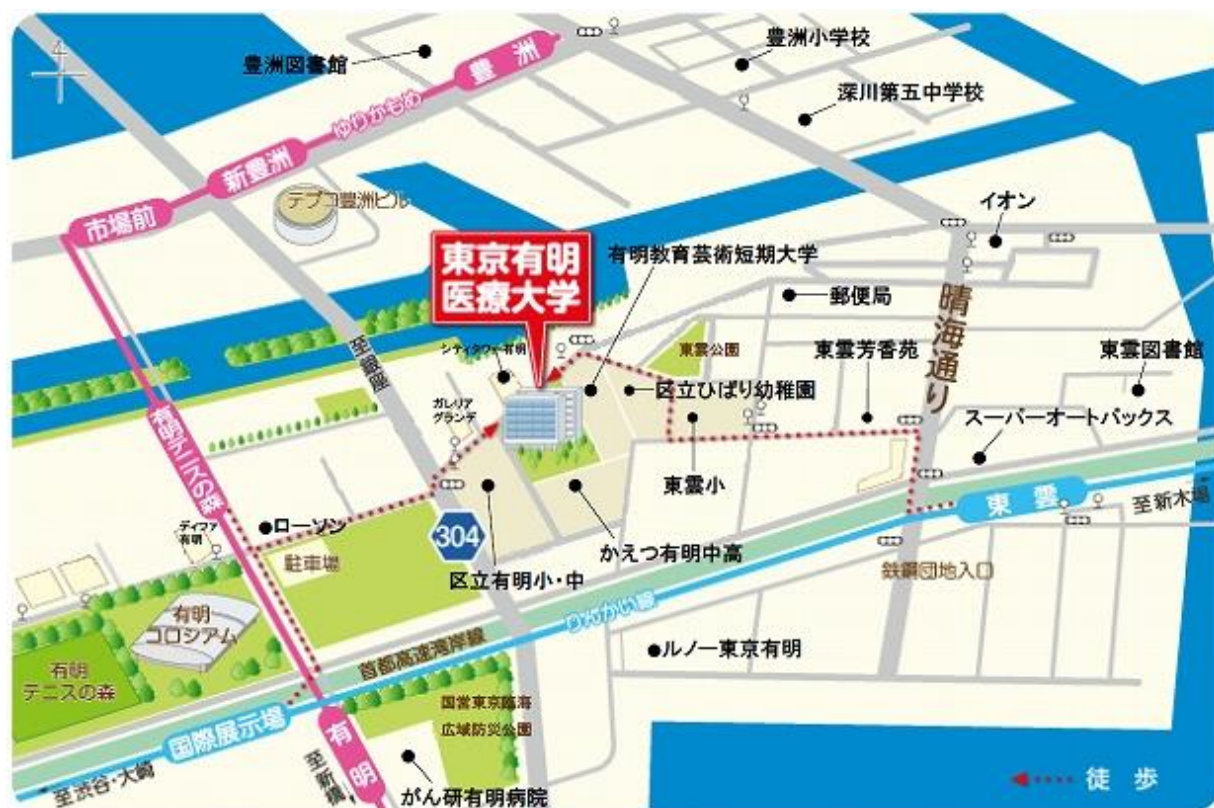 4
豊洲図書館
豊洲
豊洲小学校
ゆりかもめ
深川第五中学校
新豊洲
テプコ豊洲ビル
市場前
イオン
東京有明
医療大学
有明教育芸術短期大学
郵便局
晴海通り
至銀座
シティタワー有明
東雲公園
東雲芳香苑
東雲図書館
ガレリア
グランデ
区立ひばり幼稚園
スーパーオートバックス
有明テニスの森
東雲小
東雲
至新木場
ディファ
有明
ローソン
304
かえつ有明中高
駐車場
区立有明小・中
鉄鋼団地入口
有明
コロシアム
りんかい線
首都高速湾岸線
ルノー東京有明
有明
テニスの森
国営東京臨海
広域防災公園
国際展示場
有明
至新橋
至渋谷・大崎
がん研有明病院
徒歩